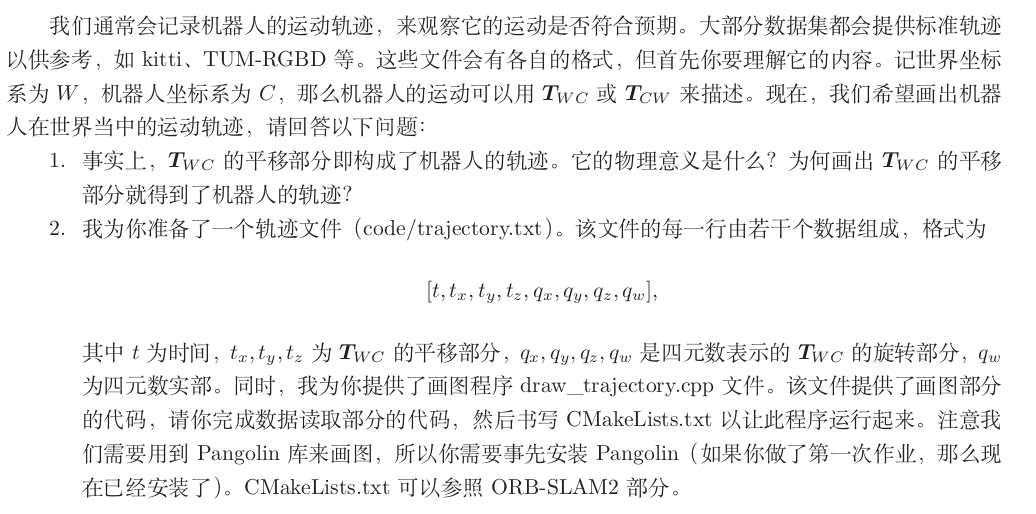 我们通常会记录机器人的运动轨迹，来观察它的运动是否符合预期。大部分数据集都会提供标准轨迹
以供参考，如 kitti、TUM-RGBD 等。这些文件会有各自的格式，但首先你要理解它的内容。记世界坐标
系为 W，机器人坐标系为 C，那么机器人的运动可以用 T_{WC} 或 T_{CW} 来描述。现在，我们希望画出机器
人在世界当中的运动轨迹，请回答以下问题：
1. 事实上，T_{WC} 的平移部分即构成了机器人的轨迹。它的物理意义是什么？为何画出 T_{WC} 的平移
部分就得到了机器人的轨迹？
2. 我为你准备了一个轨迹文件（code/trajectory.txt）。该文件的每一行由若干个数据组成，格式为
[t, t_x, t_y, t_z, q_x, q_y, q_z, q_w],
其中 t 为时间，t_x, t_y, t_z 为 T_{WC} 的平移部分，q_x, q_y, q_z, q_w 是四元数表示的 T_{WC} 的旋转部分，q_w
为四元数实部。同时，我为你提供了画图程序 draw_trajectory.cpp 文件。该文件提供了画图部分
的代码，请你完成数据读取部分的代码，然后书写 CMakeLists.txt 以让此程序运行起来。注意我
们需要用到 Pangolin 库来画图，所以你需要事先安装 Pangolin（如果你做了第一次作业，那么现
在已经安装了）。CMakeLists.txt 可以参照 ORB-SLAM2 部分。